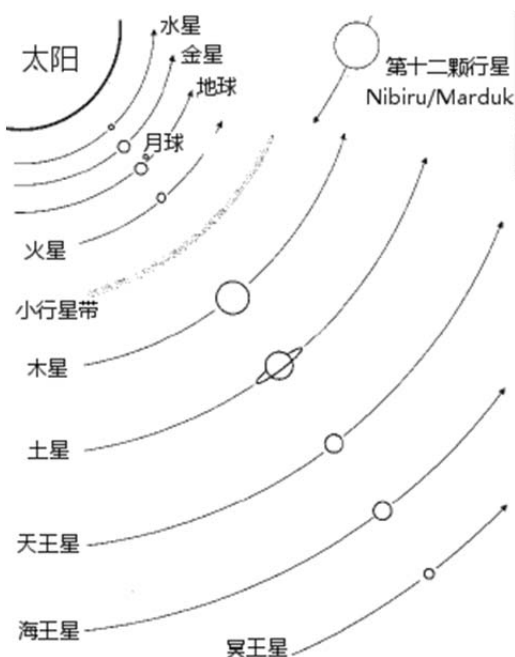 水星
太阳
金星
第十二颗行星
地球
Nibiru/Marduk
月球
火星
小行星带
木星
土星
天王星
海王星
冥王星